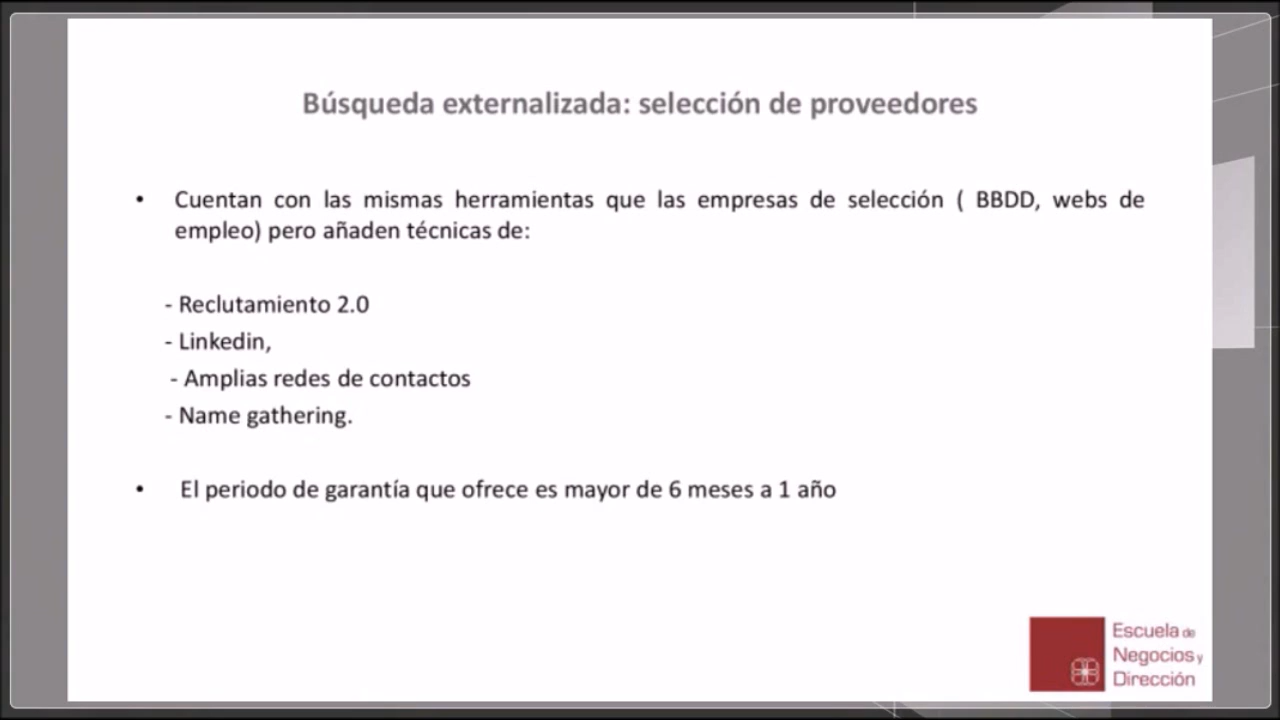 Búsqueda externalizada: selección de proveedores
• Cuentan con las mismas herramientas que las empresas de selección ( BBDD, webs de
empleo) pero añaden técnicas de:
- Reclutamiento 2.0
- Linkedin,
- Amplias redes de contactos
- Name gathering.
• El periodo de garantía que ofrece es mayor de 6 meses a 1 año
Escuela de
Negocios y
Dirección